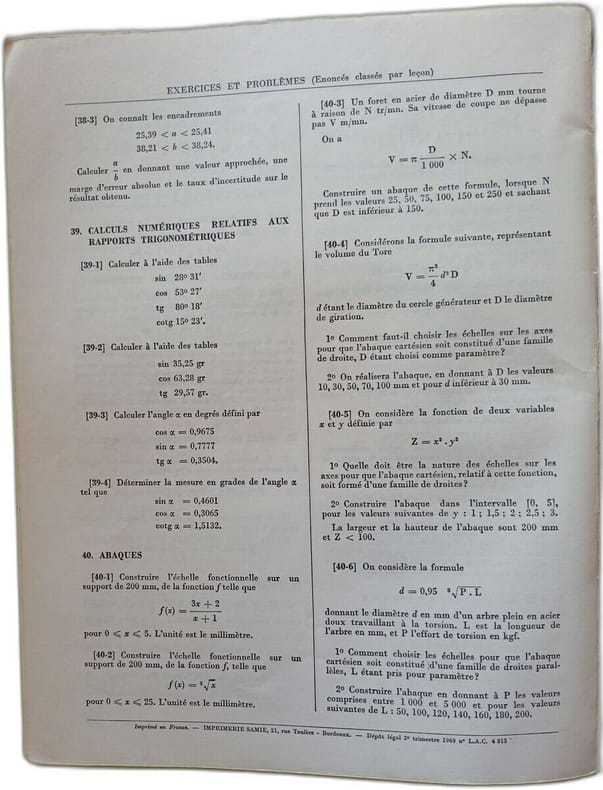 EXERCICES ET PROBLÈMES (Enoncés classés par leçon)
[38-3] On connaît les encadrements
25,39 < a < 25,41
38,21 < b < 38,24.
Calculer a/b en donnant une valeur approchée, une
marge d'erreur absolue et le taux d'incertitude sur le
résultat obtenu.
39. CALCULS NUMÉRIQUES RELATIFS AUX
RAPPORTS TRIGONOMÉTRIQUES
[39-1] Calculer à l'aide des tables
sin 28º 31′
cos 53º 27′
tg 80º 18′
cotg 15º 23′.
[39-2] Calculer à l'aide des tables
sin 35,25 gr
cos 63,28 gr
tg 29,57 gr.
[39-3] Calculer l'angle α en degrés défini par
cos α = 0,9675
sin α = 0,7777
tg α = 0,3504.
[39-4] Déterminer la mesure en grades de l'angle α
tel que
sin α = 0,4601
cos α = 0,3065
cotg α = 1,5132.
40. ABAQUES
[40-1] Construire l'échelle fonctionnelle sur un
support de 200 mm, de la fonction f telle que
f(x) = (3x + 2)/(x + 1)
pour 0 ⩽ x ⩽ 5. L'unité est le millimètre.
[40-2] Construire l'échelle fonctionnelle sur un
support de 200 mm, de la fonction f, telle que
f(x) = ³√x
pour 0 ⩽ x ⩽ 25. L'unité est le millimètre.
[40-3] Un foret en acier de diamètre D mm tourne
à raison de N tr/mn. Sa vitesse de coupe ne dépasse
pas V m/mn.
On a
V = π D/1 000 × N.
Construire un abaque de cette formule, lorsque N
prend les valeurs 25, 50, 75, 100, 150 et 250 et sachant
que D est inférieur à 150.
[40-4] Considérons la formule suivante, représentant
le volume du Tore
V = π²/4 d²D
d étant le diamètre du cercle générateur et D le diamètre
de giration.
1º Comment faut-il choisir les échelles sur les axes
pour que l'abaque cartésien soit constitué d'une famille
de droite, D étant choisi comme paramètre ?
2º On réalisera l'abaque, en donnant à D les valeurs
10, 30, 50, 70, 100 mm et pour d inférieur à 30 mm.
[40-5] On considère la fonction de deux variables
x et y définie par
Z = x² . y²
1º Quelle doit être la nature des échelles sur les
axes pour que l'abaque cartésien, relatif à cette fonction,
soit formé d'une famille de droites ?
2º Construire l'abaque dans l'intervalle [0, 5],
pour les valeurs suivantes de y : 1 ; 1,5 ; 2 ; 2,5 ; 3.
La largeur et la hauteur de l'abaque sont 200 mm
et Z < 100.
[40-6] On considère la formule
d = 0,95 ³√P . L
donnant le diamètre d en mm d'un arbre plein en acier
doux travaillant à la torsion. L est la longueur de
l'arbre en mm, et P l'effort de torsion en kgf.
1º Comment choisir les échelles pour que l'abaque
cartésien soit constitué d'une famille de droites paral-
lèles, L étant pris pour paramètre ?
2º Construire l'abaque en donnant à P les valeurs
comprises entre 1 000 et 5 000 et pour les valeurs
suivantes de L : 50, 100, 120, 140, 160, 180, 200.
Imprimé en France. — IMPRIMERIE SAMIE, 21, rue Teulère - Bordeaux. — Dépôt légal 2ᵉ trimestre 1969 nº L.A.C. 4 813